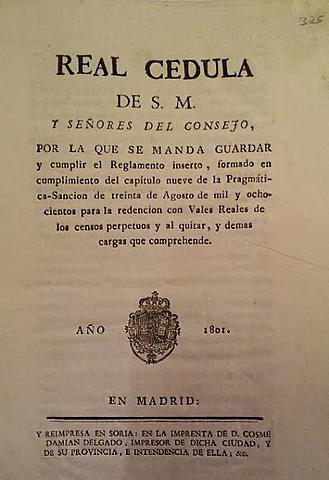 325
REAL CEDULA
DE S. M.
Y SEÑORES DEL CONSEJO,
POR LA QUE SE MANDA GUARDAR
y cumplir el Reglamento inserto, formado en
cumplimiento del capítulo nueve de la Pragmáti-
ca-Sancion de treinta de Agosto de mil y ocho-
cientos para la redencion con Vales Reales de
los censos perpetuos y al quitar, y demas
cargas que comprehende.
AÑO 1801.
EN MADRID:
Y REIMPRESA EN SORIA: EN LA IMPRENTA DE D. COSME
DAMIAN DELGADO, IMPRESOR DE DICHA CIUDAD, Y
DE SU PROVINCIA, E INTENDENCIA DE ELLA; &c.